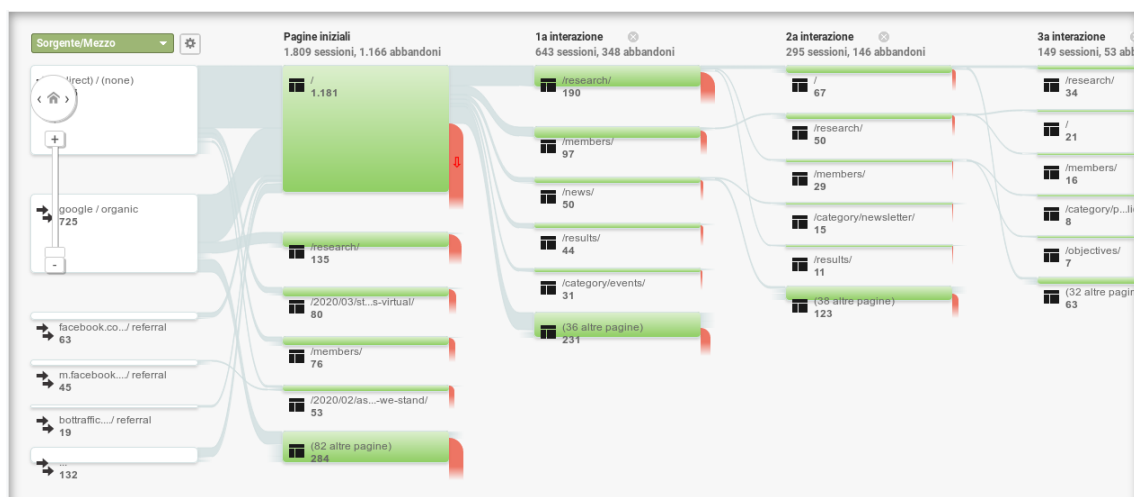 Sorgente/Mezzo
irect) / (none)
google / organic
725
facebook.co.../ referral
63
m.facebook..../ referral
45
bottraffic..../ referral
19
...
132
+
-
Pagine iniziali
1.809 sessioni, 1.166 abbandoni
/
1.181
/research/
135
/2020/03/st...s-virtual/
80
/members/
76
/2020/02/as...-we-stand/
53
(82 altre pagine)
284
1a interazione
643 sessioni, 348 abbandoni
/research/
190
/members/
97
/news/
50
/results/
44
/category/events/
31
(36 altre pagine)
231
2a interazione
295 sessioni, 146 abbandoni
/
67
/research/
50
/members/
29
/category/newsletter/
15
/results/
11
(38 altre pagine)
123
3a interazione
149 sessioni, 53 abb
/research/
34
/
21
/members/
16
/category/p...li
8
/objectives/
7
(32 altre pagin
63